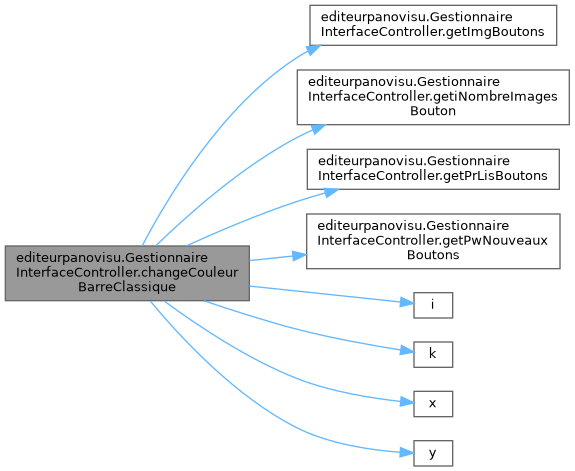 editeurpanovisu.Gestionnaire
InterfaceController.getImgBoutons
editeurpanovisu.Gestionnaire
InterfaceController.getiNombreImages
Bouton
editeurpanovisu.Gestionnaire
InterfaceController.getPrLisBoutons
editeurpanovisu.Gestionnaire
InterfaceController.getPwNouveaux
Boutons
editeurpanovisu.Gestionnaire
InterfaceController.changeCouleur
BarreClassique
i
k
x
y